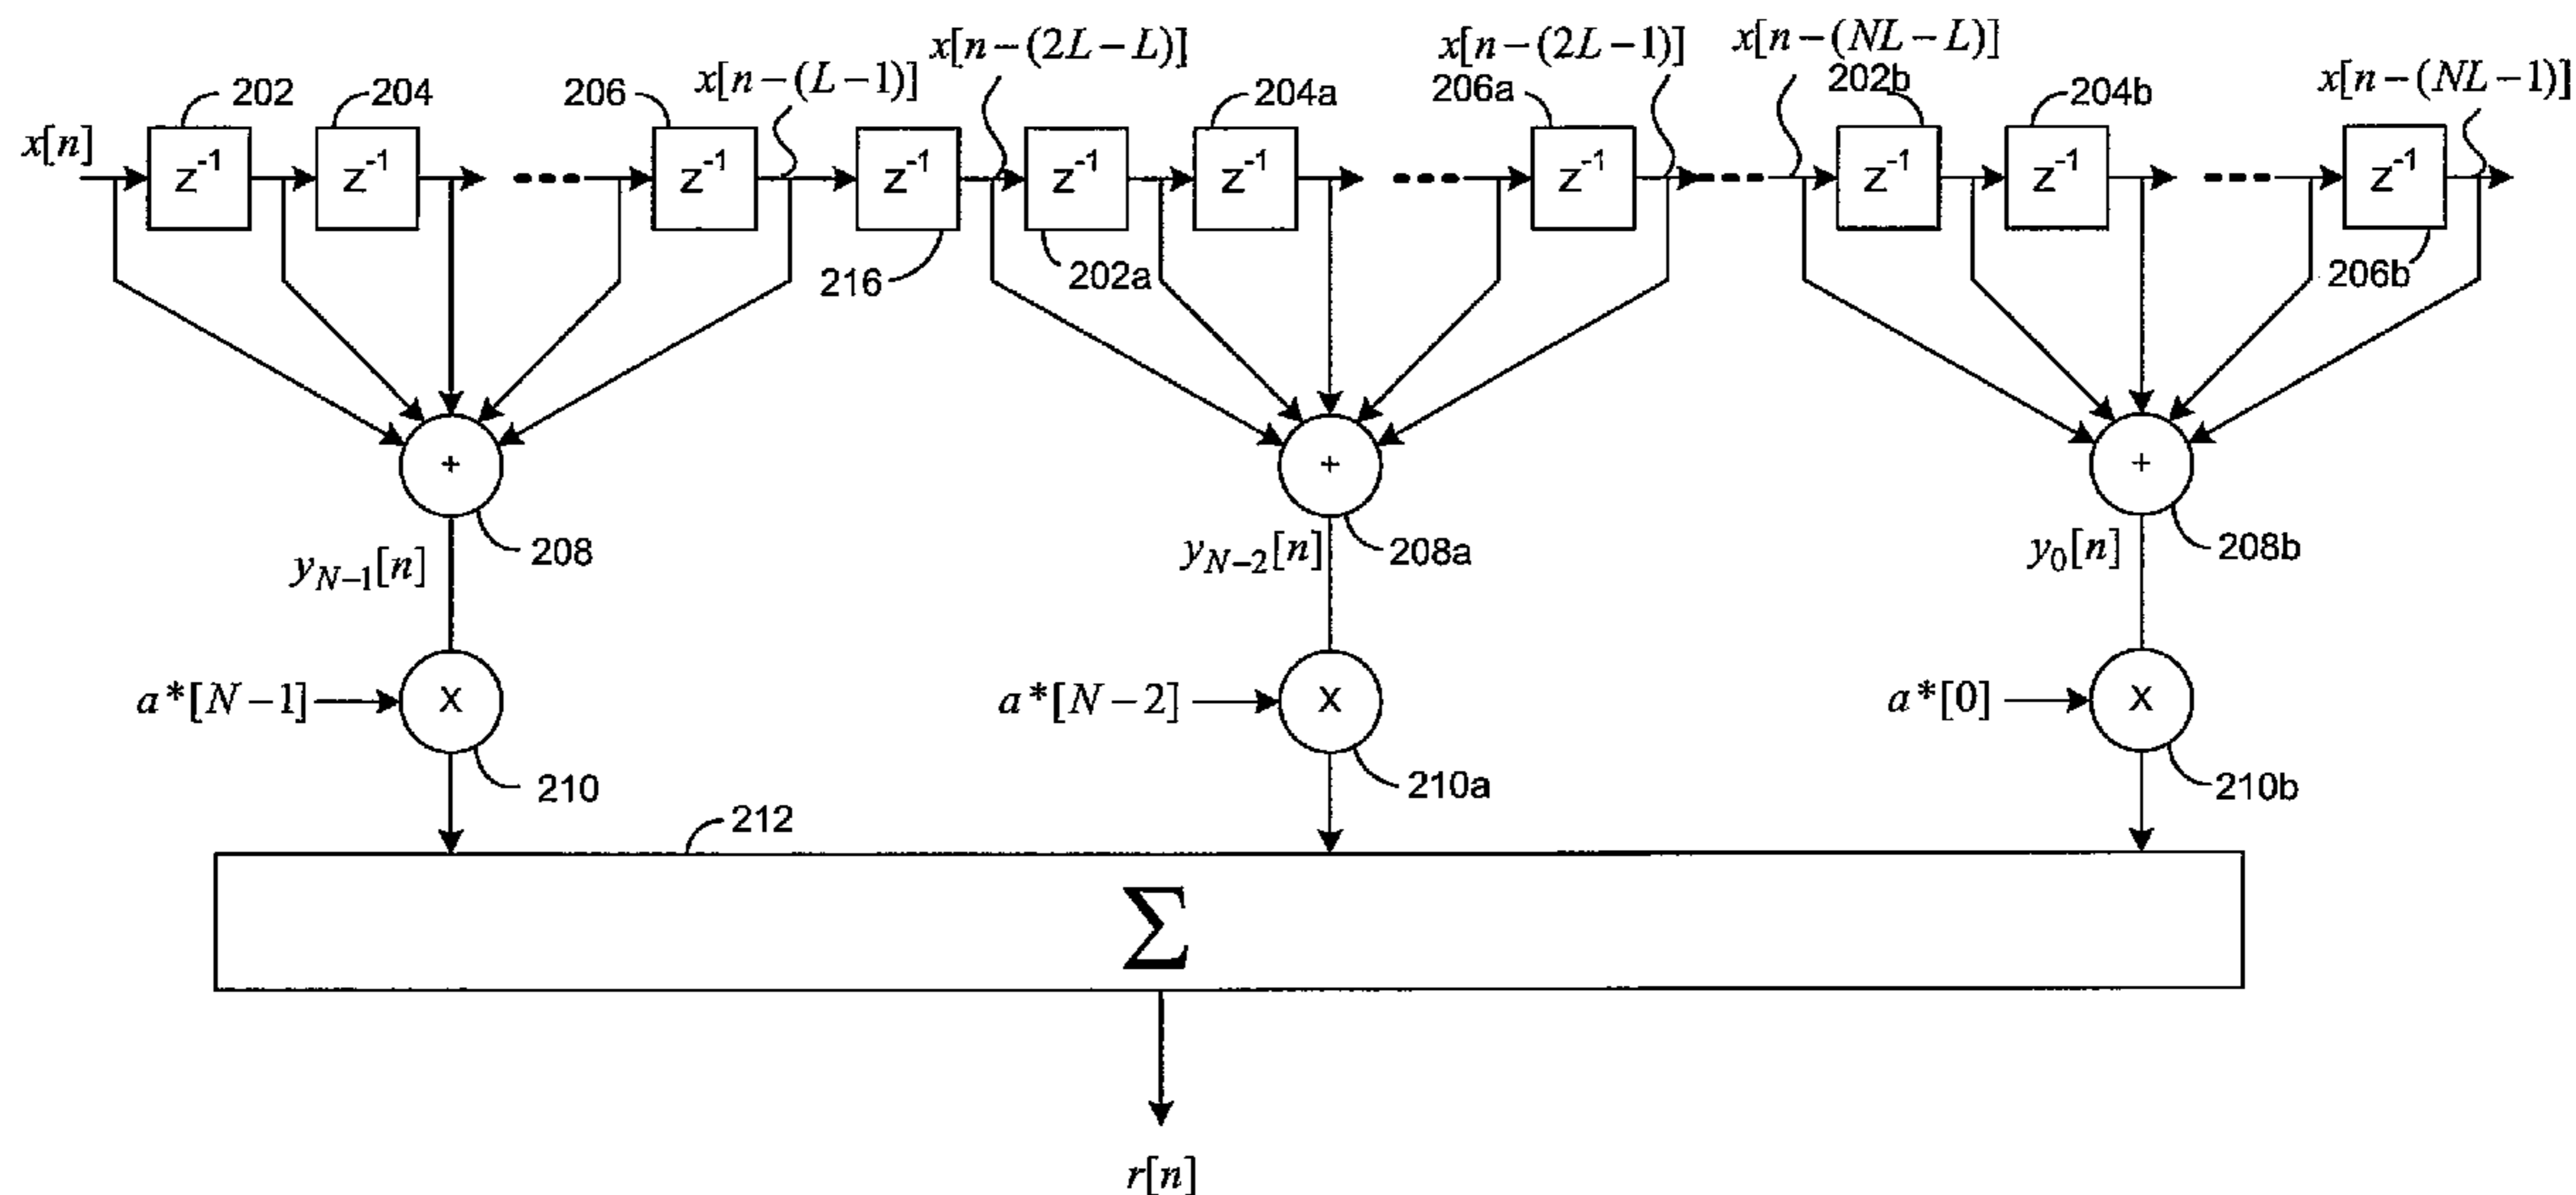 x[n-(L-1)]
x[n-(2L-L)]
x[n-(2L-1)]
x[n-(NL-L)]
x[n-(NL-1)]
202
204
206
204a
206a
202b
204b
x[n]
z⁻¹
z⁻¹
z⁻¹
z⁻¹
z⁻¹
z⁻¹
z⁻¹
z⁻¹
z⁻¹
z⁻¹
216
202a
206b
+
+
+
208
208a
208b
y_{N-1}[n]
y_{N-2}[n]
y_0[n]
a*[N-1]
X
a*[N-2]
X
a*[0]
X
210
210a
210b
212
Σ
r[n]